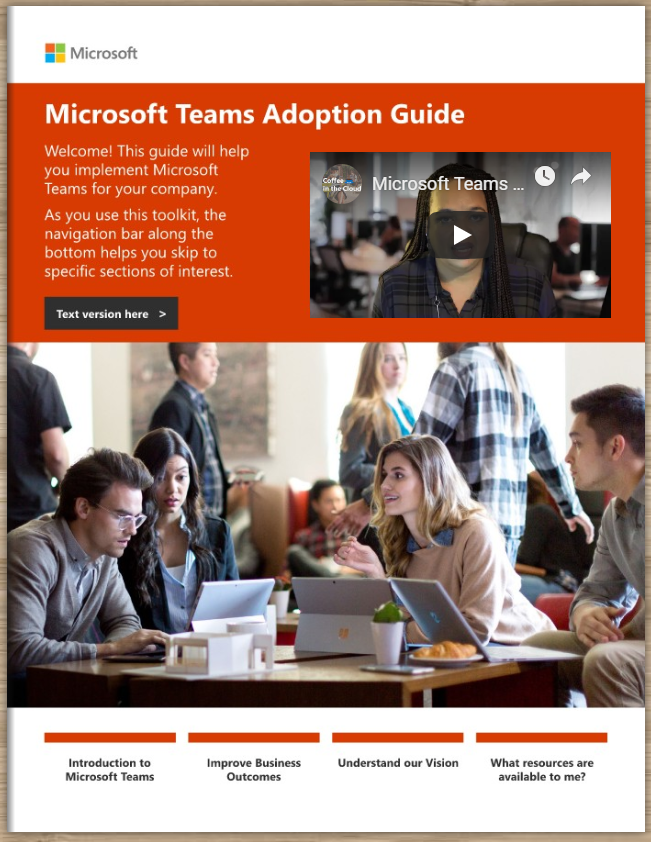 Microsoft
Microsoft Teams Adoption Guide
Welcome! This guide will help
you implement Microsoft
Teams for your company.
As you use this toolkit, the
navigation bar along the
bottom helps you skip to
specific sections of interest.
Text version here >
Coffee
in the Cloud
Microsoft Teams ...
Introduction to
Microsoft Teams
Improve Business
Outcomes
Understand our Vision
What resources are
available to me?